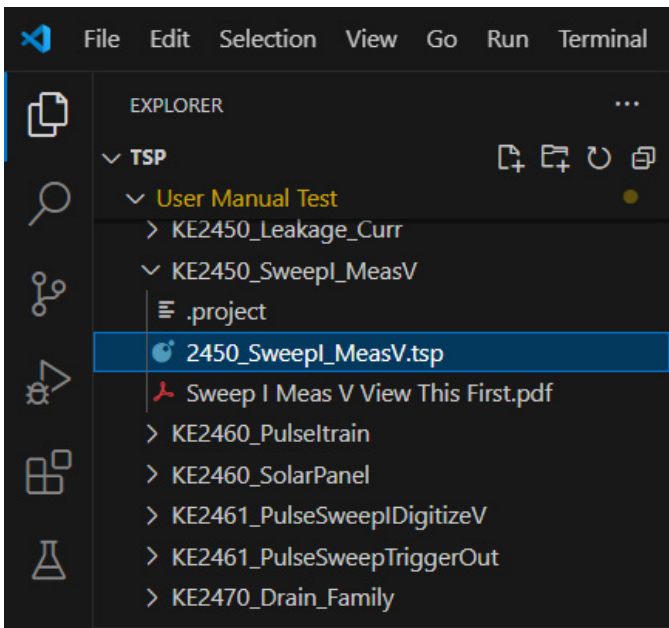 File Edit Selection View Go Run Terminal
EXPLORER
TSP
User Manual Test
KE2450_Leakage_Curr
KE2450_SweepI_MeasV
.project
2450_SweepI_MeasV.tsp
Sweep I Meas V View This First.pdf
KE2460_PulseItrain
KE2460_SolarPanel
KE2461_PulseSweepIDigitizeV
KE2461_PulseSweepTriggerOut
KE2470_Drain_Family